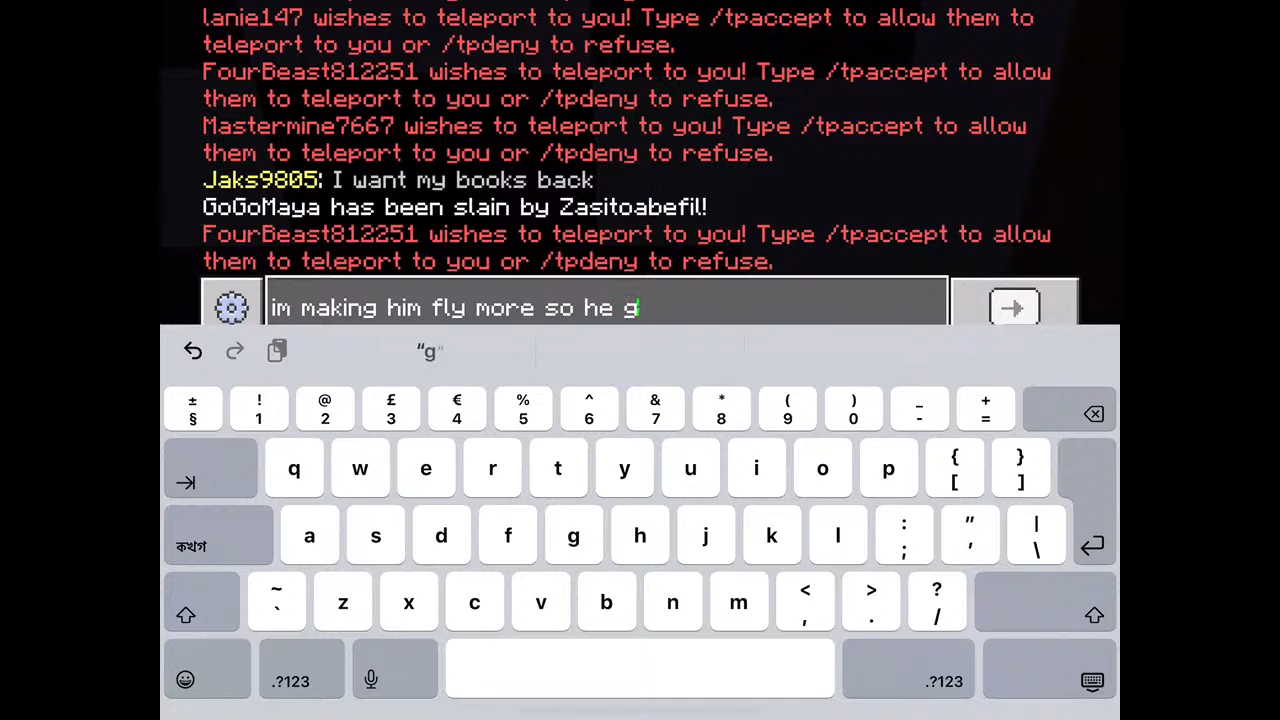 lanie147 wishes to teleport to you! Type /tpaccept to allow them to
teleport to you or /tpdeny to refuse.
FourBeast812251 wishes to teleport to you! Type /tpaccept to allow
them to teleport to you or /tpdeny to refuse.
Mastermine7667 wishes to teleport to you! Type /tpaccept to allow
them to teleport to you or /tpdeny to refuse.
Jaks9805: I want my books back
GoGoMaya has been slain by Zasitoabefil!
FourBeast812251 wishes to teleport to you! Type /tpaccept to allow
them to teleport to you or /tpdeny to refuse.
im making him fly more so he g
“g”
± ! @ £ € % ^ & * ( ) _ +
§ 1 2 3 4 5 6 7 8 9 0 - =
q w e r t y u i o p { }
[ ]
কখগ a s d f g h j k l : " |
; ' \
~ z x c v b n m < > ?
` , . /
.?123 .?123